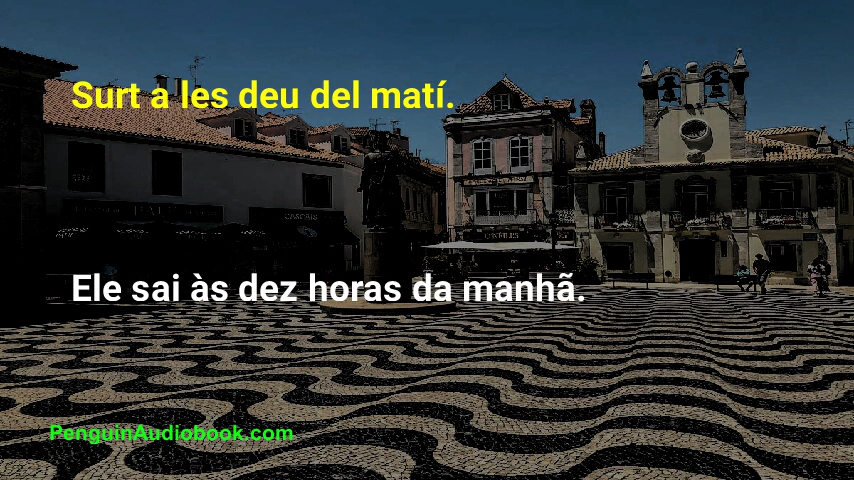 Surt a les deu del matí.
Ele sai às dez horas da manhã.
PenguinAudiobook.com